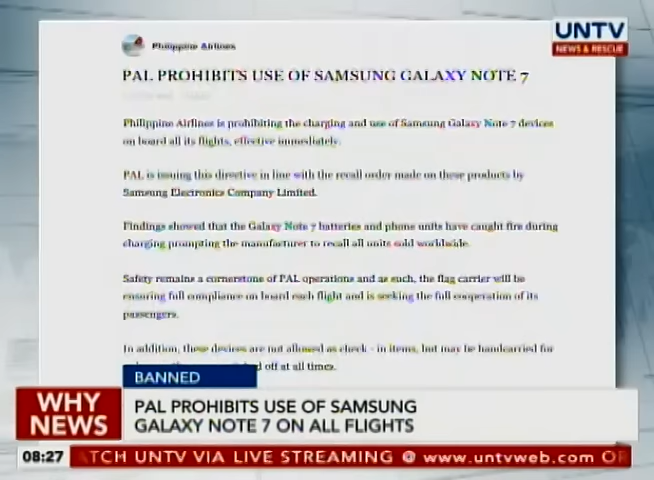 Philippine Airlines
UNTV
NEWS & RESCUE
PAL PROHIBITS USE OF SAMSUNG GALAXY NOTE 7
Philippine Airlines is prohibiting the charging and use of Samsung Galaxy Note 7 devices
on board all its flights, effective immediately.
PAL is issuing this directive in line with the recall order made on these products by
Samsung Electronics Company Limited.
Findings showed that the Galaxy Note 7 batteries and phone units have caught fire during
charging prompting the manufacturer to recall all units sold worldwide.
Safety remains a cornerstone of PAL operations and as such, the flag carrier will be
ensuring full compliance on board each flight and is seeking the full cooperation of its
passengers.
In addition, these devices are not allowed as check - in items, but may be handcarried for
off at all times.
BANNED
WHY
NEWS
PAL PROHIBITS USE OF SAMSUNG
GALAXY NOTE 7 ON ALL FLIGHTS
08:27
ATCH UNTV VIA LIVE STREAMING @ www.untvweb.com OR